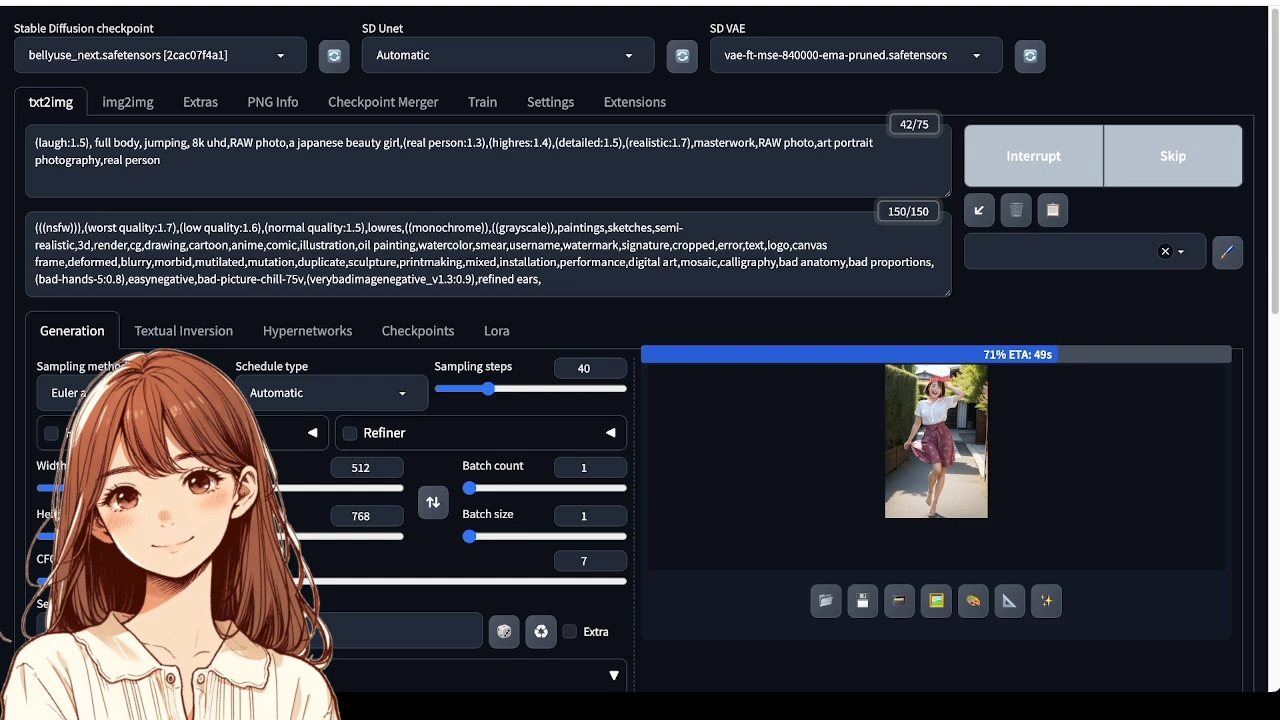 Stable Diffusion checkpoint
SD Unet
SD VAE
bellyuse_next.safetensors [2cac07f4a1]
Automatic
vae-ft-mse-840000-ema-pruned.safetensors
txt2img
img2img
Extras
PNG Info
Checkpoint Merger
Train
Settings
Extensions
42/75
(laugh:1.5), full body, jumping, 8k uhd,RAW photo,a japanese beauty girl,(real person:1.3),(highres:1.4),(detailed:1.5),(realistic:1.7),masterwork,RAW photo,art portrait
photography,real person
Interrupt
Skip
150/150
(((nsfw))),(worst quality:1.7),(low quality:1.6),(normal quality:1.5),lowres,((monochrome)),((grayscale)),paintings,sketches,semi-
realistic,3d,render,cg,drawing,cartoon,anime,comic,illustration,oil painting,watercolor,smear,username,watermark,signature,cropped,error,text,logo,canvas
frame,deformed,blurry,morbid,mutilated,mutation,duplicate,sculpture,printmaking,mixed,installation,performance,digital art,mosaic,calligraphy,bad anatomy,bad proportions,
(bad-hands-5:0.8),easynegative,bad-picture-chill-75v,(verybadimagenegative_v1.3:0.9),refined ears,
Generation
Textual Inversion
Hypernetworks
Checkpoints
Lora
71% ETA: 49s
Sampling
Schedule type
Sampling steps
40
Euler a
Automatic
Refiner
Width
512
Batch count
1
768
Batch size
1
CFG
7
Extra